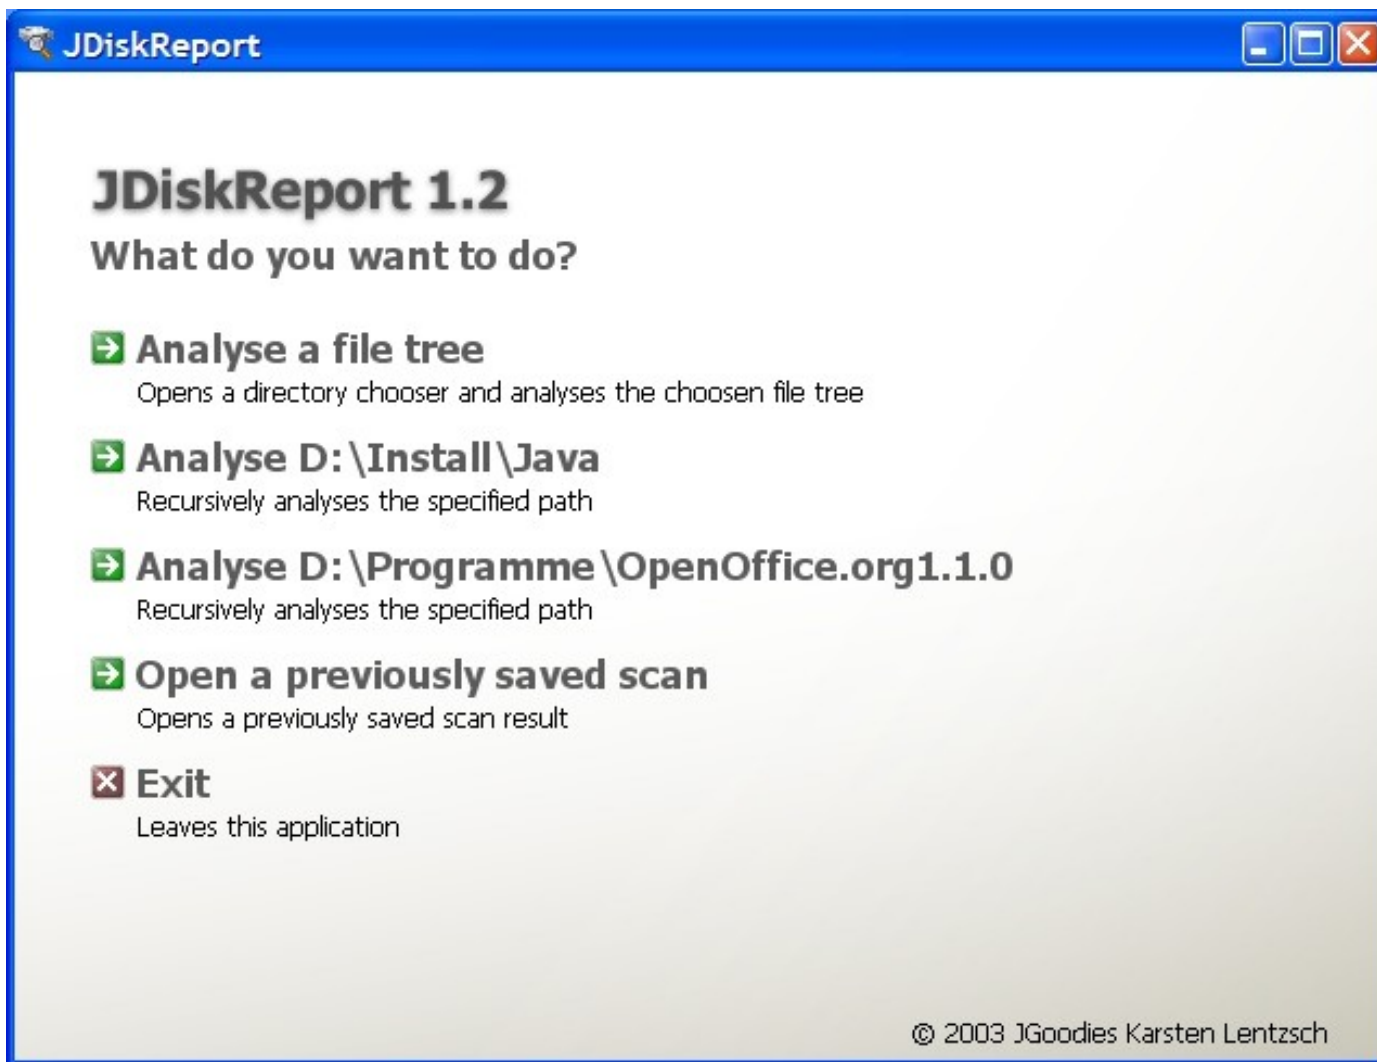 JDiskReport
JDiskReport 1.2
What do you want to do?
Analyse a file tree
Opens a directory chooser and analyses the choosen file tree
Analyse D:\Install\Java
Recursively analyses the specified path
Analyse D:\Programme\OpenOffice.org1.1.0
Recursively analyses the specified path
Open a previously saved scan
Opens a previously saved scan result
Exit
Leaves this application
© 2003 JGoodies Karsten Lentzsch